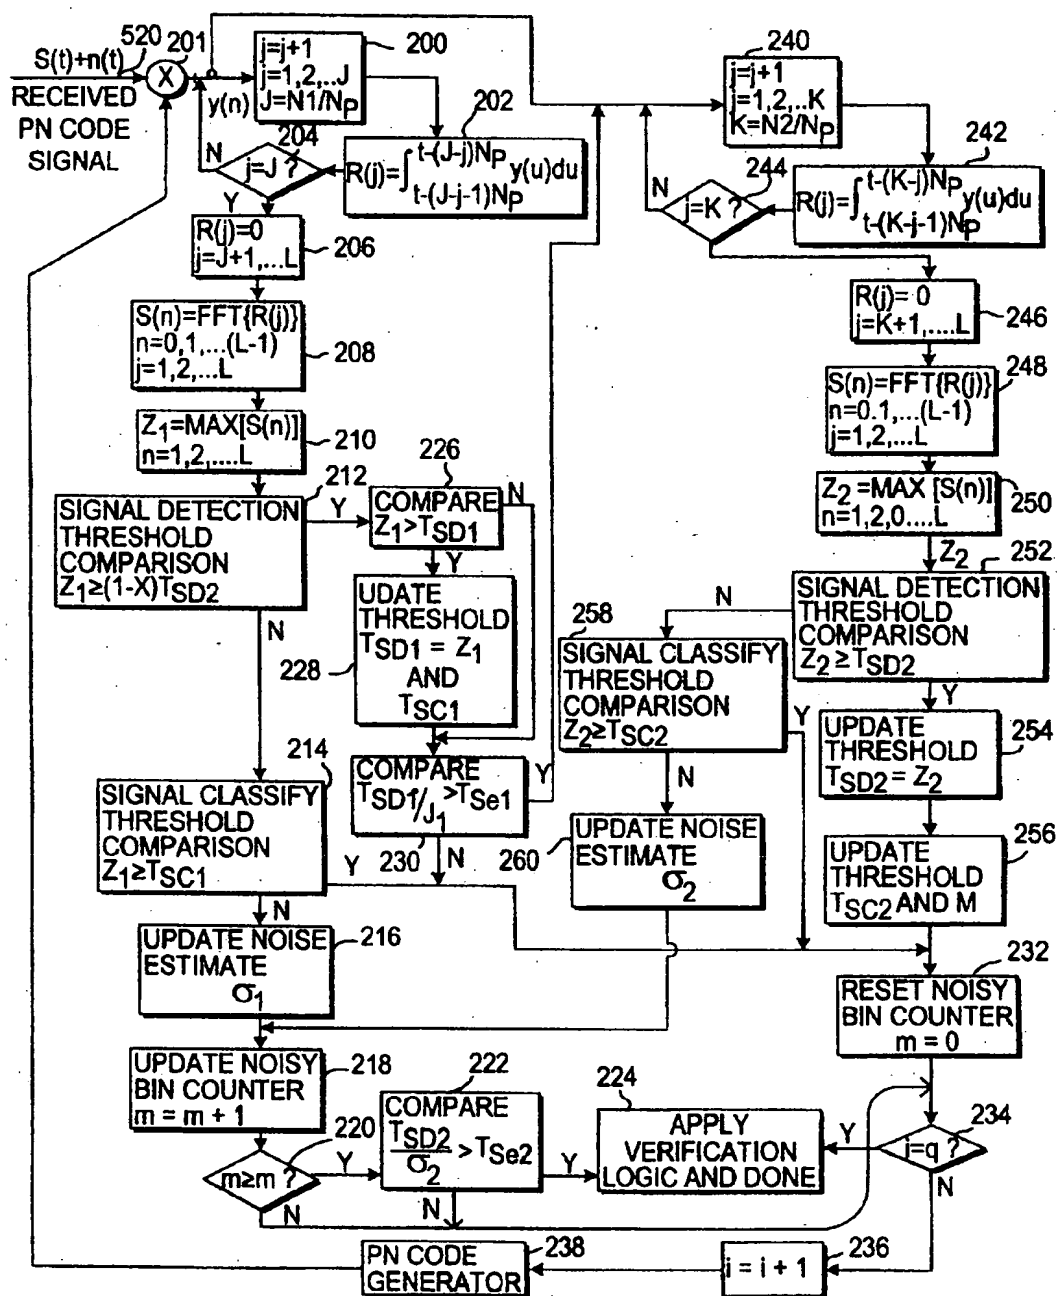 S(t)+n(t)
520
201
X
RECEIVED
PN CODE
SIGNAL
y(n)
200
j=j+1
j=1,2,..J
J=N1/NP
202
R(j)=∫ t-(J-j)NP y(u)du
t-(J-j-1)NP
204
j=J ?
N
Y
R(j)=0
j=J+1,...L
206
S(n)=FFT{R(j)}
n=0,1,...(L-1)
j=1,2,...L
208
Z1=MAX[S(n)]
n=1,2,....L
210
212
SIGNAL DETECTION
THRESHOLD
COMPARISON
Z1≥(1-X)TSD2
Y
N
226
COMPARE
Z1>TSD1
N
Y
UDATE
THRESHOLD
TSD1 = Z1
AND
TSC1
228
COMPARE
TSD1/J1 >TSe1
230
Y
N
214
SIGNAL CLASSIFY
THRESHOLD
COMPARISON
Z1≥TSC1
Y
N
UPDATE NOISE
ESTIMATE
σ1
216
UPDATE NOISY
BIN COUNTER
m = m + 1
218
220
m≥m ?
Y
N
222
COMPARE
TSD2
σ2
>TSe2
Y
N
224
APPLY
VERIFICATION
LOGIC AND DONE
240
j=j+1
j=1,2,..K
K=N2/NP
242
R(j)=∫ t-(K-j)NP y(u)du
t-(K-j-1)NP
244
j=K ?
N
R(j)= 0
j=K+1,....L
246
248
S(n)=FFT{R(j)}
n=0.1,...(L-1)
j=1,2,...L
Z2=MAX [S(n)]
n=1,2,0....L
250
Z2
252
SIGNAL DETECTION
THRESHOLD
COMPARISON
Z2≥TSD2
N
Y
258
SIGNAL CLASSIFY
THRESHOLD
COMPARISON
Z2≥TSC2
Y
N
UPDATE
THRESHOLD
TSD2=Z2
254
UPDATE
THRESHOLD
TSC2 AND M
256
260
UPDATE NOISE
ESTIMATE
σ2
232
RESET NOISY
BIN COUNTER
m = 0
234
j=q ?
Y
N
236
i = i + 1
238
PN CODE
GENERATOR